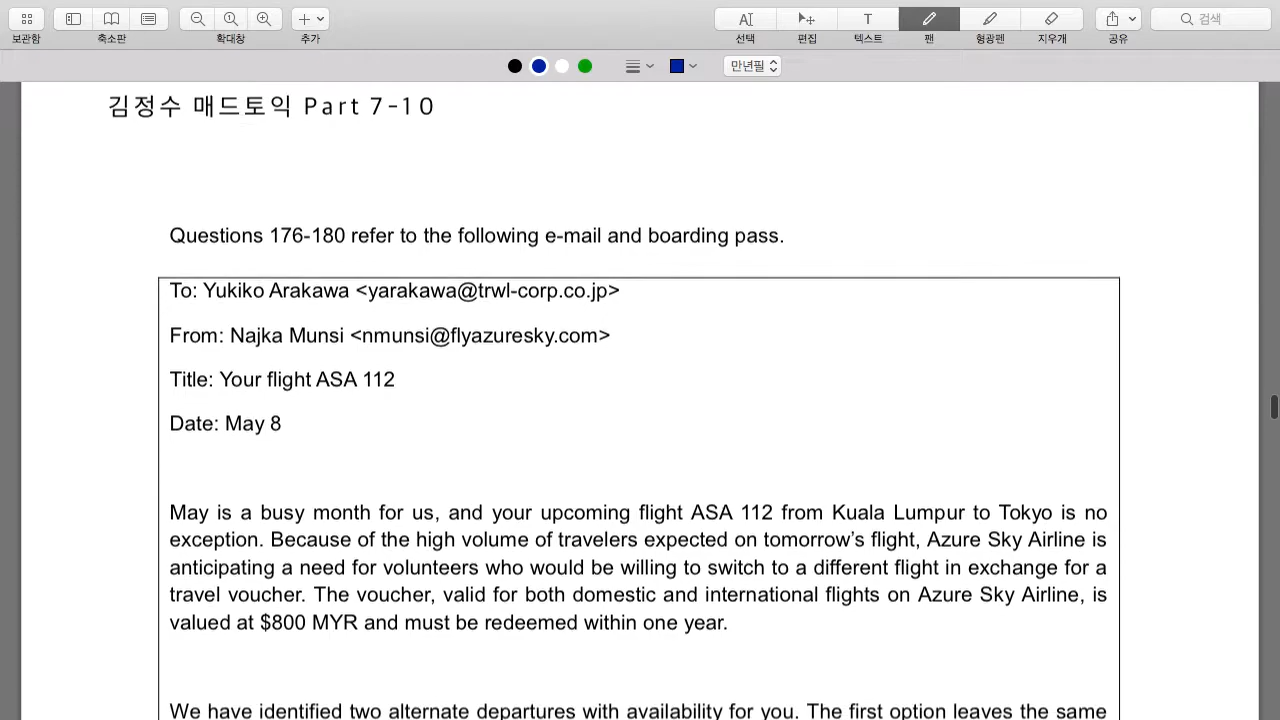 보관함 축소판 확대창 추가 선택 편집 텍스트 펜 형광펜 지우개 공유 검색
만년필
김정수 매드토익 Part 7-10
Questions 176-180 refer to the following e-mail and boarding pass.
To: Yukiko Arakawa <yarakawa@trwl-corp.co.jp>
From: Najka Munsi <nmunsi@flyazuresky.com>
Title: Your flight ASA 112
Date: May 8
May is a busy month for us, and your upcoming flight ASA 112 from Kuala Lumpur to Tokyo is no
exception. Because of the high volume of travelers expected on tomorrow’s flight, Azure Sky Airline is
anticipating a need for volunteers who would be willing to switch to a different flight in exchange for a
travel voucher. The voucher, valid for both domestic and international flights on Azure Sky Airline, is
valued at $800 MYR and must be redeemed within one year.
We have identified two alternate departures with availability for you. The first option leaves the same